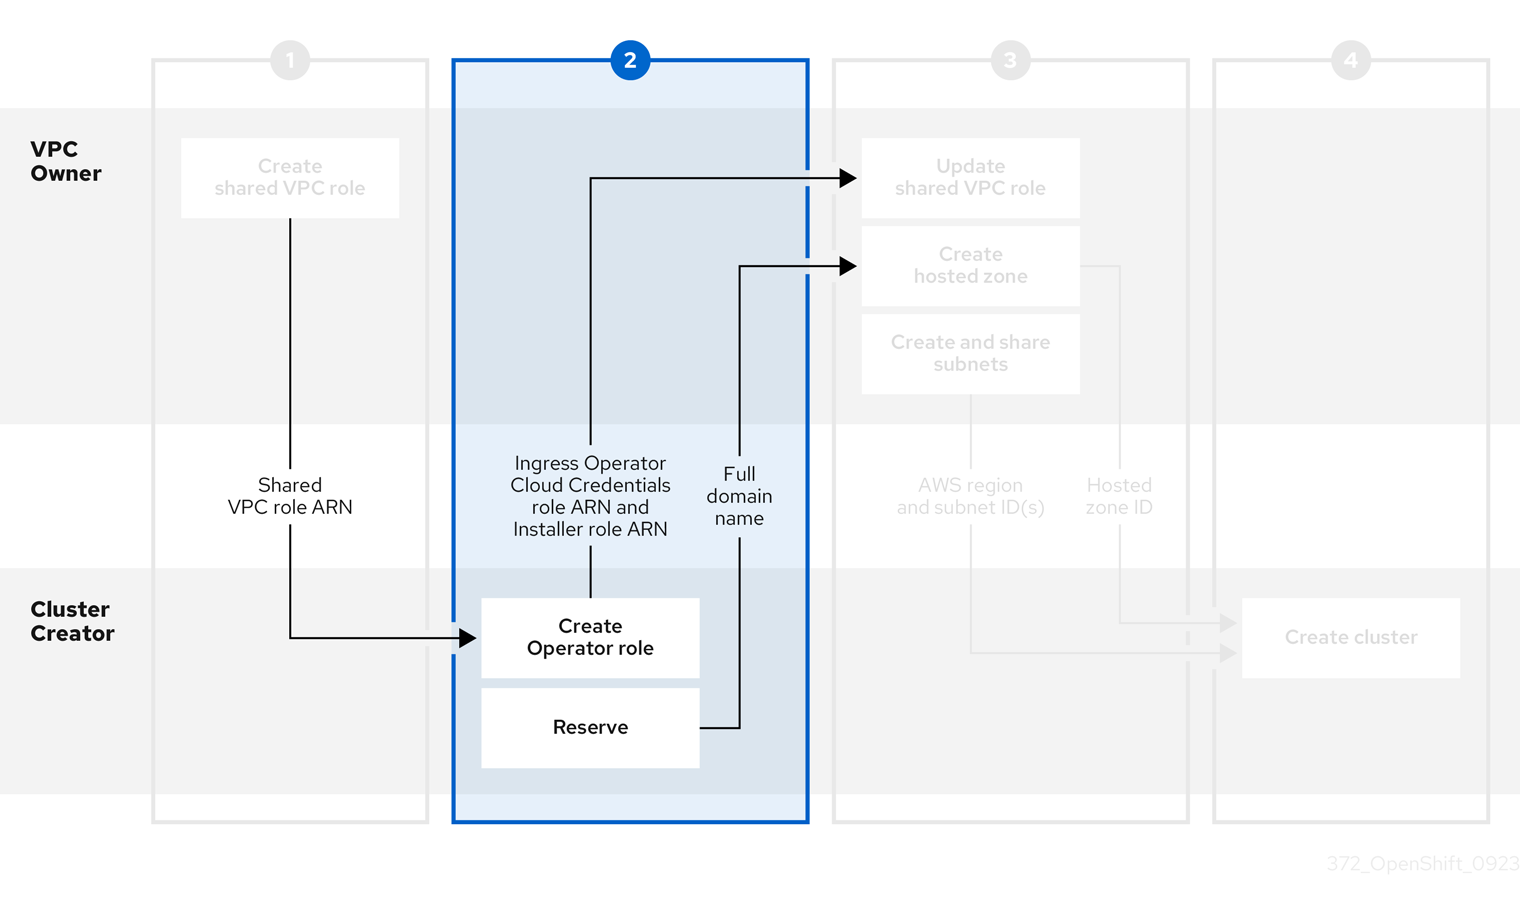 1
2
3
4
VPC
Owner
Create
shared VPC role
Update
shared VPC role
Create
hosted zone
Create and share
subnets
Shared
VPC role ARN
Ingress Operator
Cloud Credentials
role ARN and
Installer role ARN
Full
domain
name
AWS region
and subnet ID(s)
Hosted
zone ID
Cluster
Creator
Create
Operator role
Reserve
Create cluster
372_OpenShift_0923